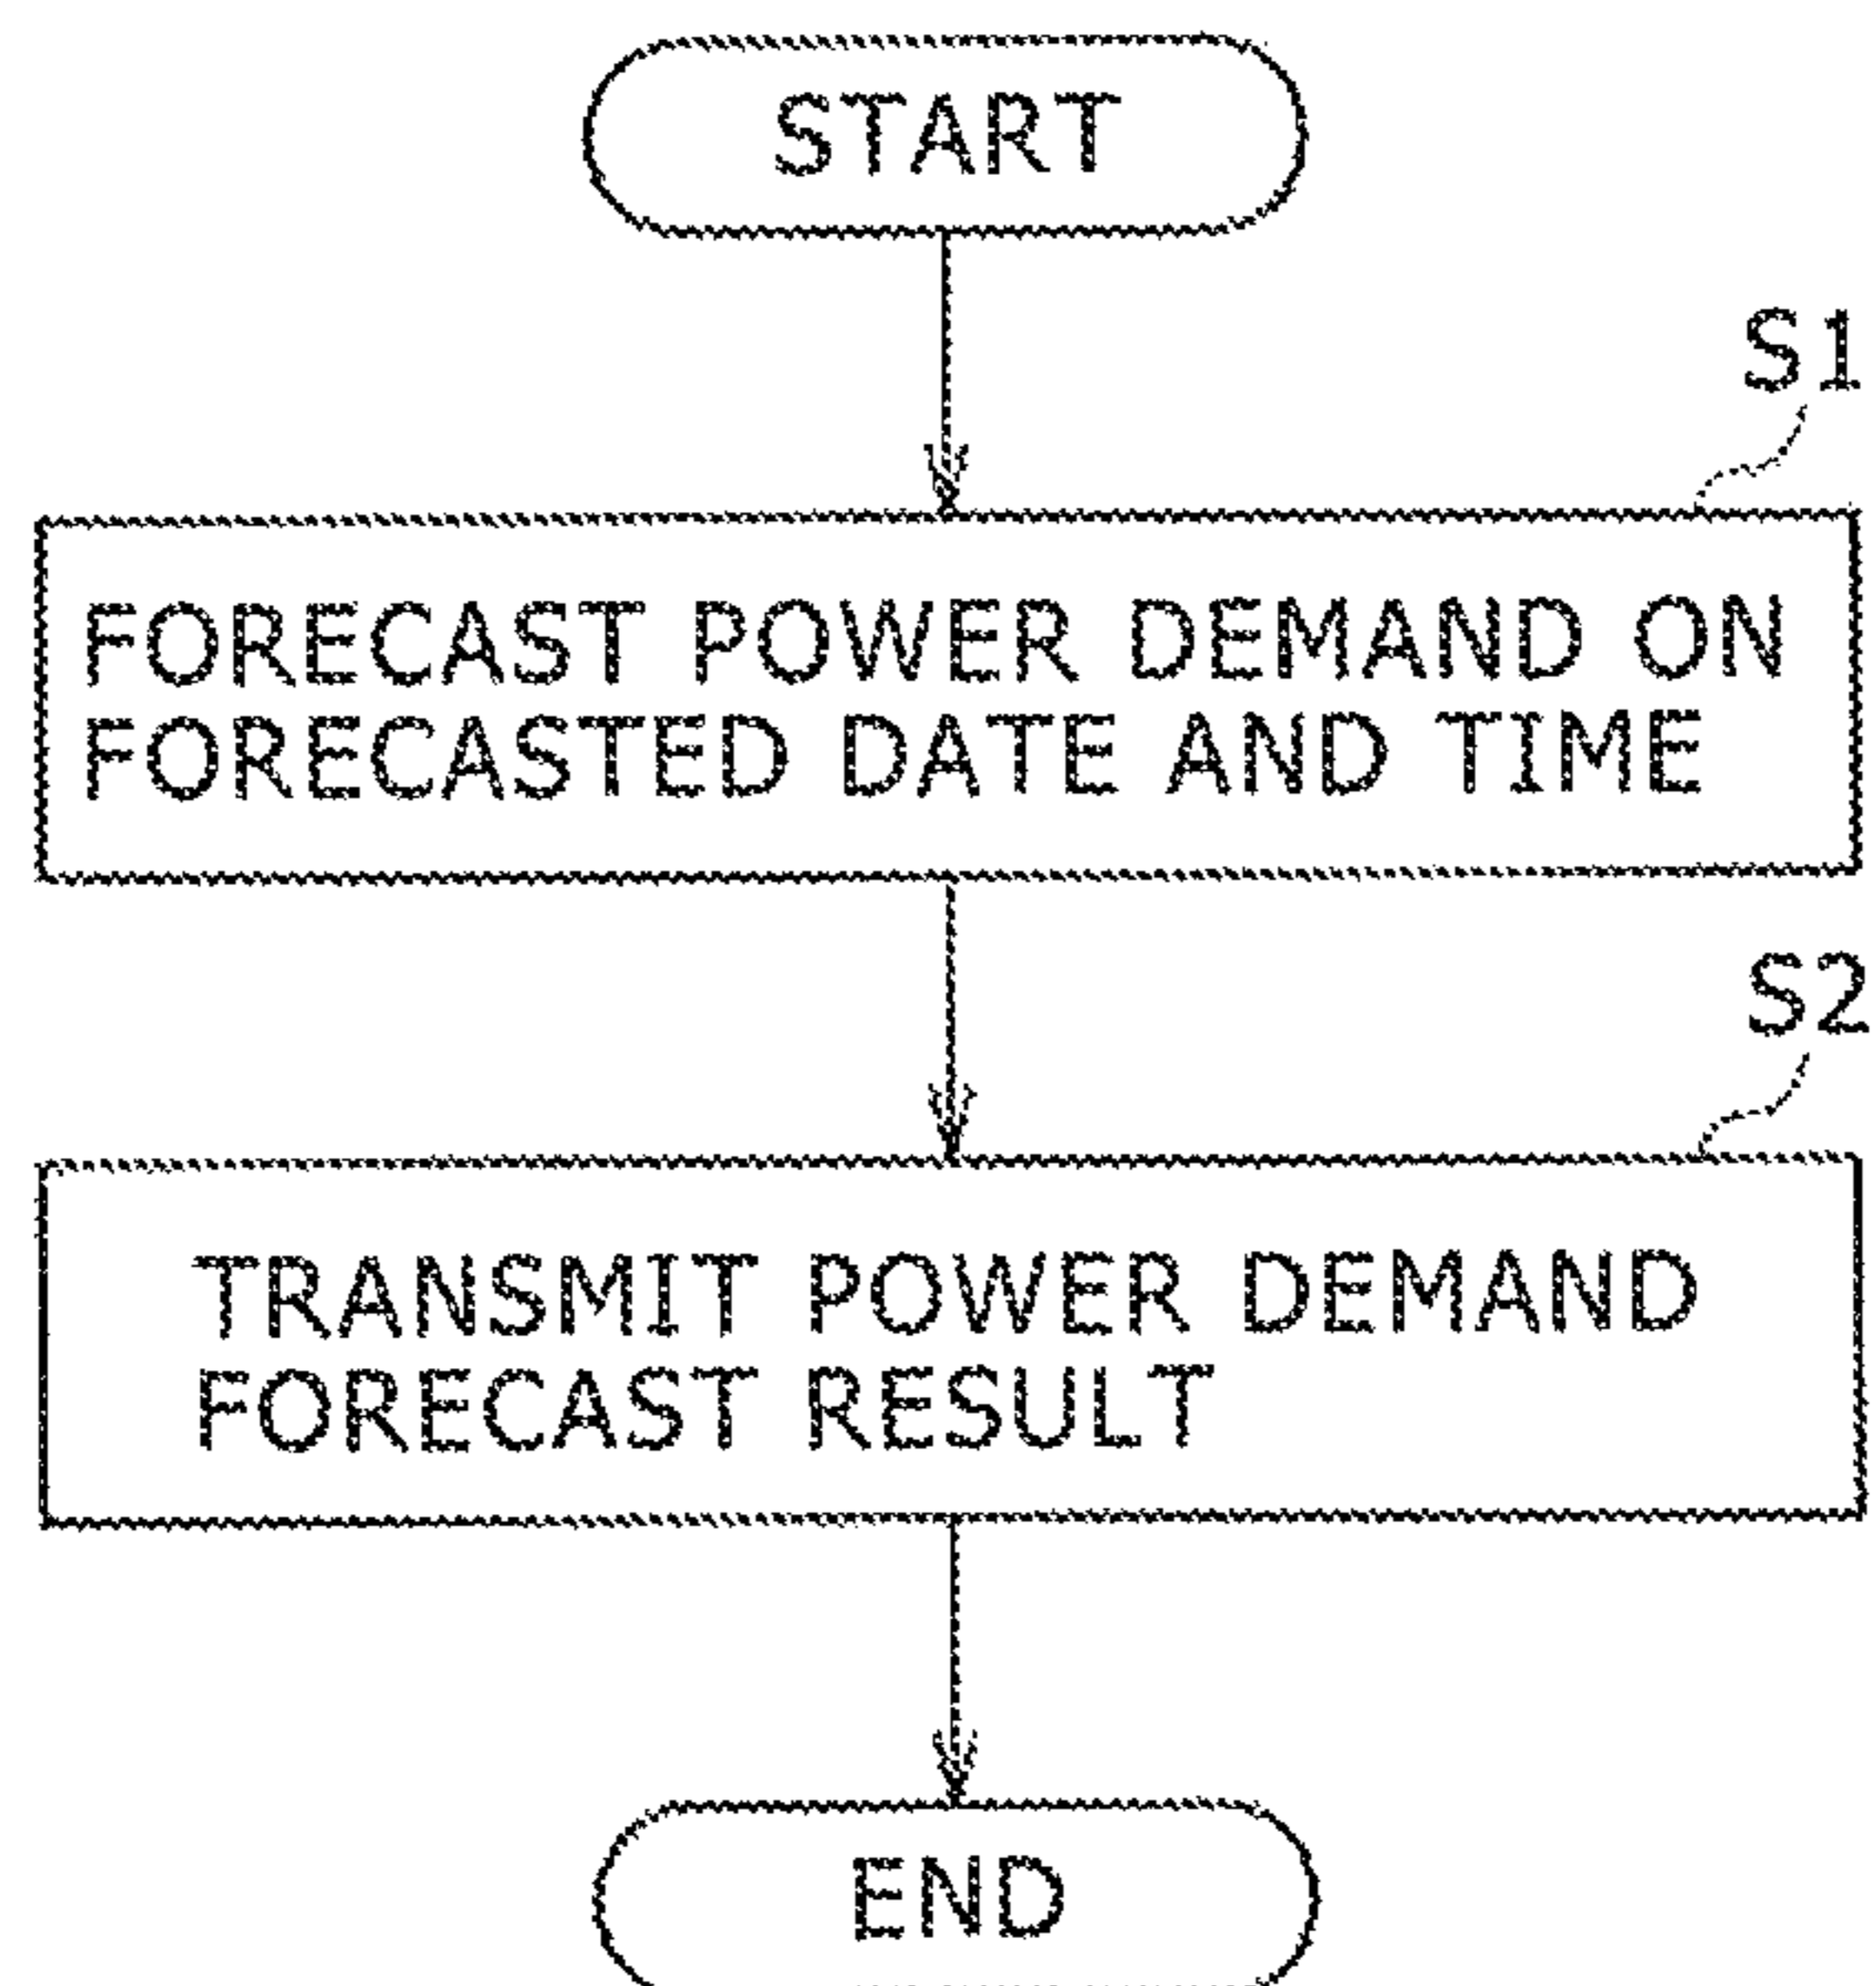 START
S1
FORECAST POWER DEMAND ON
FORECASTED DATE AND TIME
S2
TRANSMIT POWER DEMAND
FORECAST RESULT
END